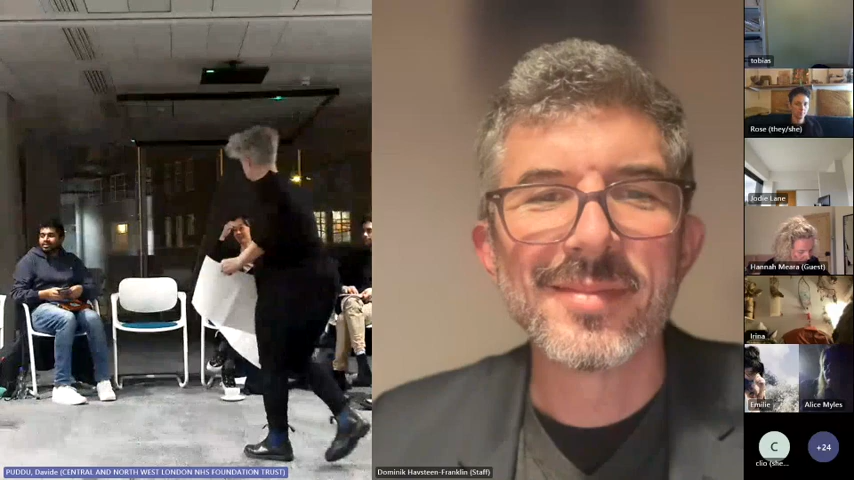 tobias
Rose (they/she)
Jodie Lane
Hannah Meara (Guest)
Irina
Emilie
Alice Myles
C
+24
clio (she...
PUDDU, Davide (CENTRAL AND NORTH WEST LONDON NHS FOUNDATION TRUST)
Dominik Havsteen-Franklin (Staff)